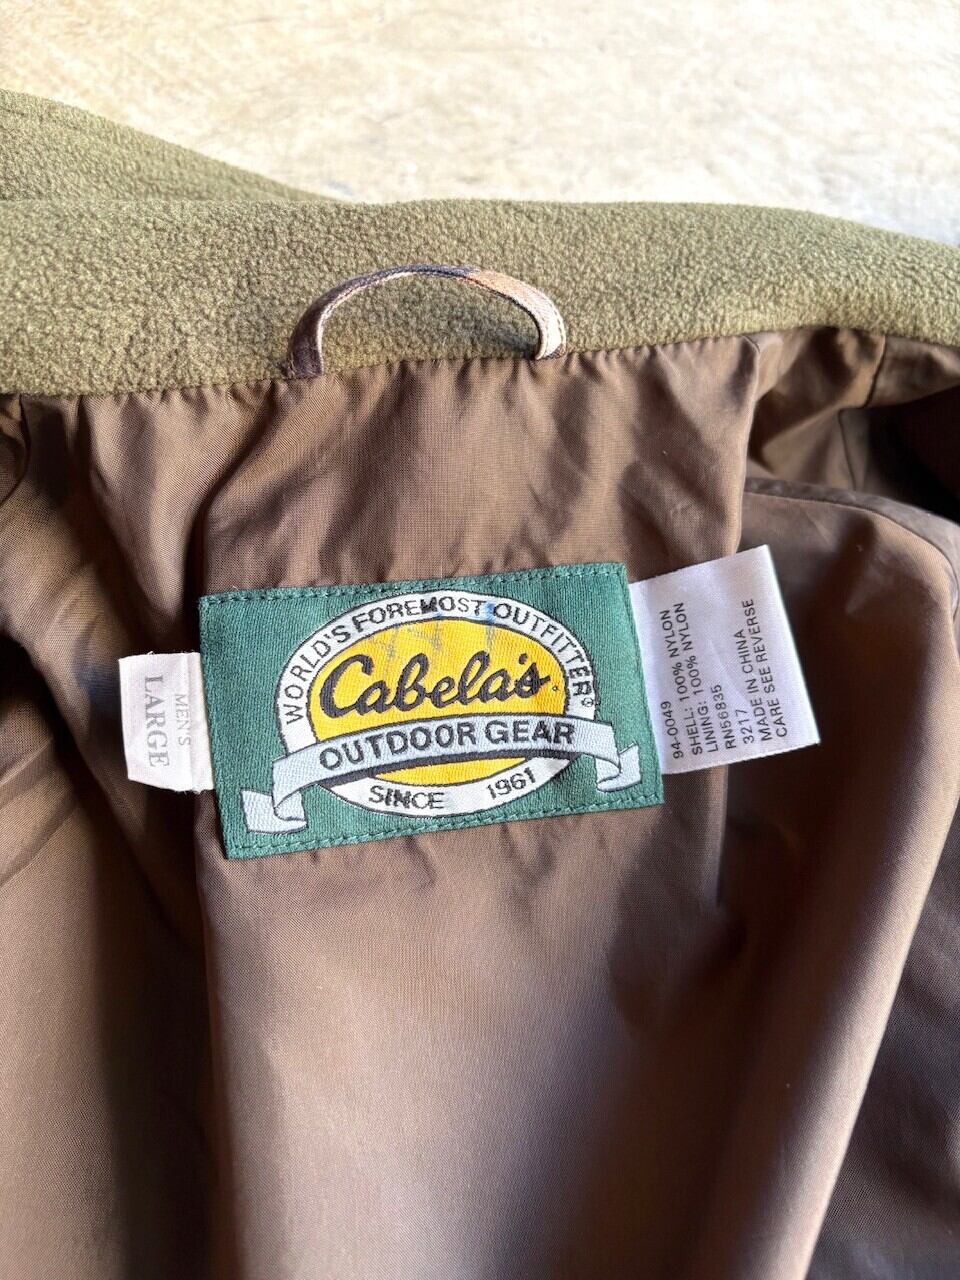 WORLD'S FOREMOST OUTFITTER®
Cabela's
OUTDOOR GEAR
SINCE 1961
MEN'S
LARGE
94-0049
SHELL: 100% NYLON
LINING: 100% NYLON
RN56835
3217
MADE IN CHINA
CARE SEE REVERSE